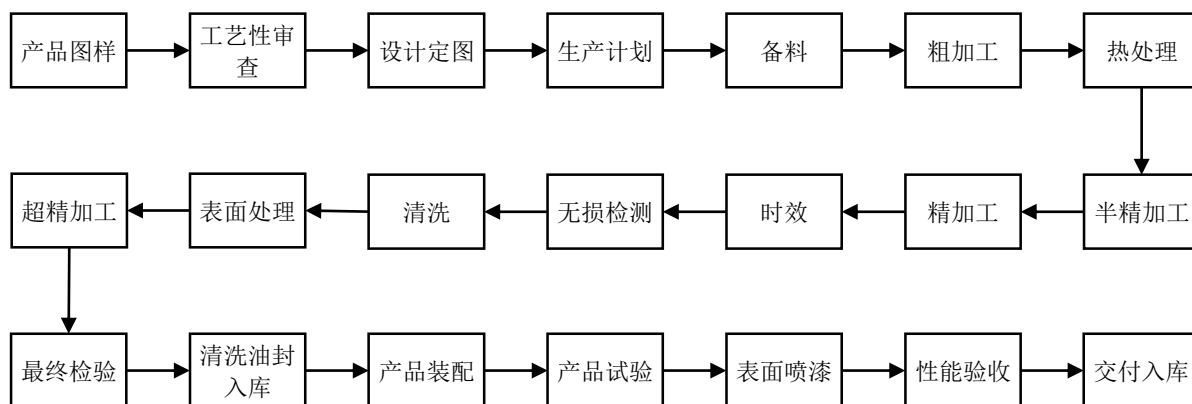 产品图样
工艺性审
查
设计定图
生产计划
备料
粗加工
热处理
超精加工
表面处理
清洗
无损检测
时效
精加工
半精加工
最终检验
清洗油封
入库
产品装配
产品试验
表面喷漆
性能验收
交付入库